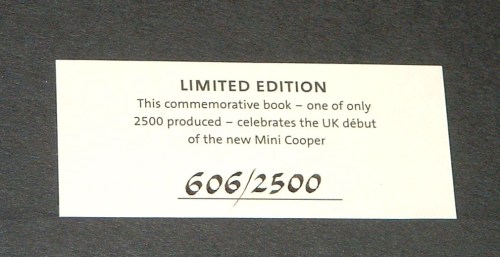 LIMITED EDITION
This commemorative book – one of only
2500 produced – celebrates the UK début
of the new Mini Cooper
606/2500